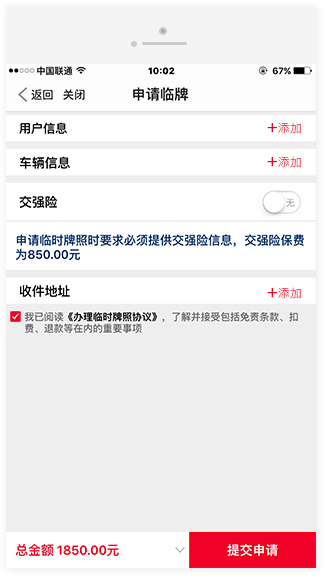 中国联通 10:02 67%
返回 关闭 申请临牌
用户信息 +添加
车辆信息 +添加
交强险 无
申请临时牌照时要求必须提供交强险信息，交强险保费
为850.00元
收件地址 +添加
我已阅读《办理临时牌照协议》，了解并接受包括免责条款、扣
费、退款等在内的重要事项
总金额 1850.00元 提交申请